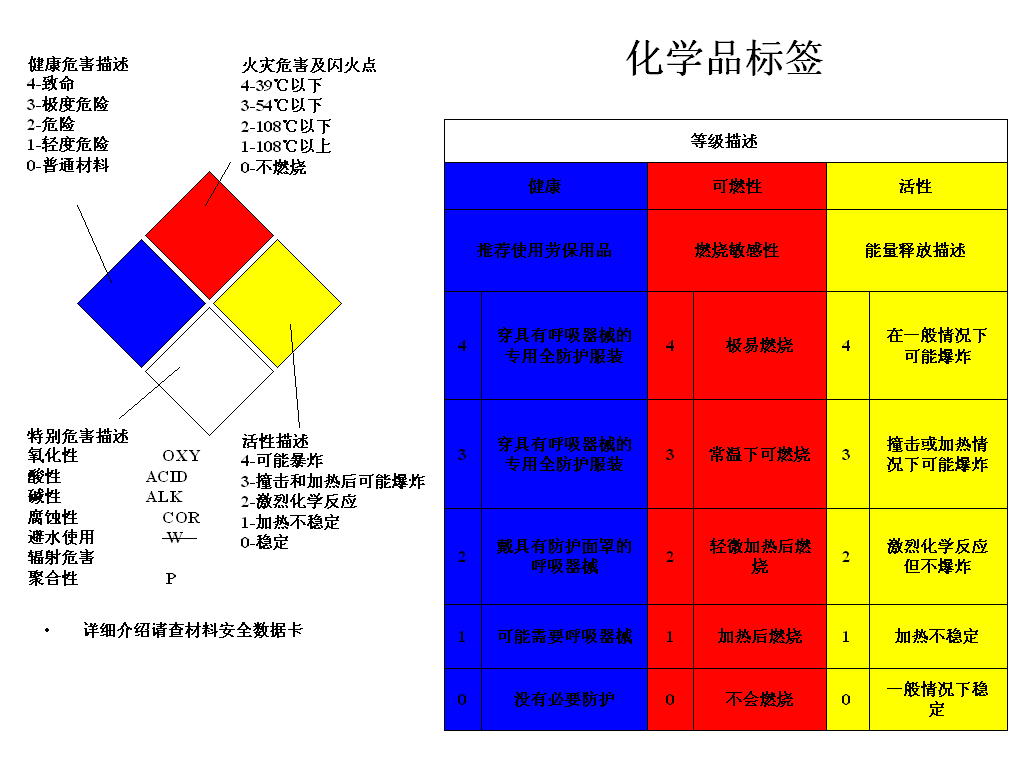 化学品标签
健康危害描述
4-致命
3-极度危险
2-危险
1-轻度危险
0-普通材料
火灾危害及闪火点
4-39℃以下
3-54℃以下
2-108℃以下
1-108℃以上
0-不燃烧
特别危害描述
氧化性 OXY
酸性 ACID
碱性 ALK
腐蚀性 COR
避水使用 W
辐射危害
聚合性 P
活性描述
4-可能暴炸
3-撞击和加热后可能爆炸
2-激烈化学反应
1-加热不稳定
0-稳定
• 详细介绍请查材料安全数据卡
等级描述
健康 可燃性 活性
推荐使用劳保用品 燃烧敏感性 能量释放描述
4 穿具有呼吸器械的
专用全防护服装
4 极易燃烧
4 在一般情况下
可能爆炸
3 穿具有呼吸器械的
专用全防护服装
3 常温下可燃烧
3 撞击或加热情
况下可能爆炸
2 戴具有防护面罩的
呼吸器械
2 轻微加热后燃
烧
2 激烈化学反应
但不爆炸
1 可能需要呼吸器械
1 加热后燃烧
1 加热不稳定
0 没有必要防护
0 不会燃烧
0 一般情况下稳
定